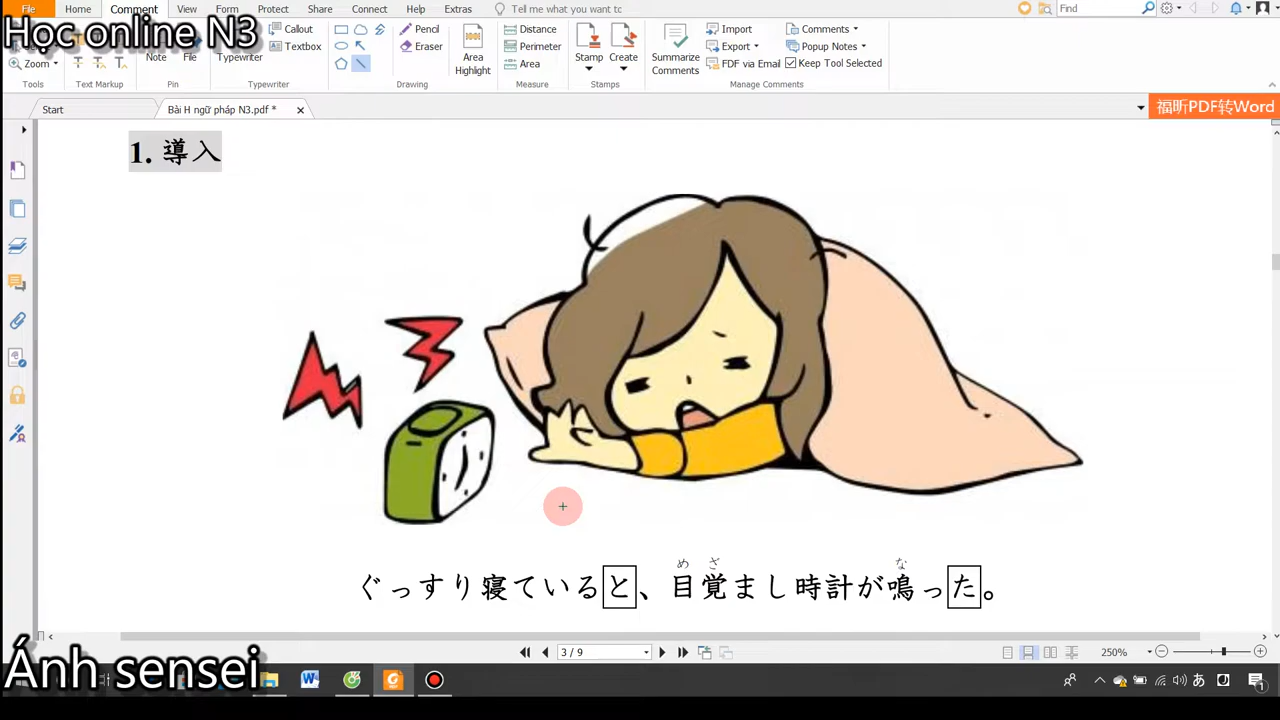 File Home Comment View Form Protect Share Connect Help Extras Tell me what you want to Find
Học online N3
Zoom
Tools
Text Markup
Typewriter
Note
File
Callout
Textbox
Typewriter
Pencil
Eraser
Area Highlight
Drawing
Distance
Perimeter
Area
Measure
Stamp
Create
Stamps
Summarize Comments
Import
Export
FDF via Email
Comments
Popup Notes
Keep Tool Selected
Manage Comments
Start
Bài H ngữ pháp N3.pdf *
福昕PDF转Word
1. 導入
め ざ な
ぐっすり寝ていると、目覚まし時計が鳴った。
3 / 9
250%
Ánh sensei
あ
1